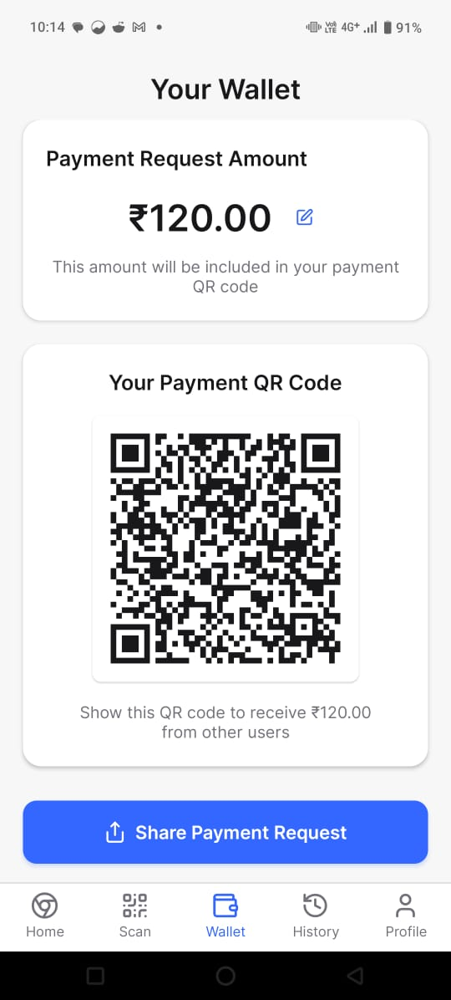 10:14
Vo) LTE 4G+ 91%
Your Wallet
Payment Request Amount
₹120.00
This amount will be included in your payment
QR code
Your Payment QR Code
Show this QR code to receive ₹120.00
from other users
Share Payment Request
Home Scan Wallet History Profile